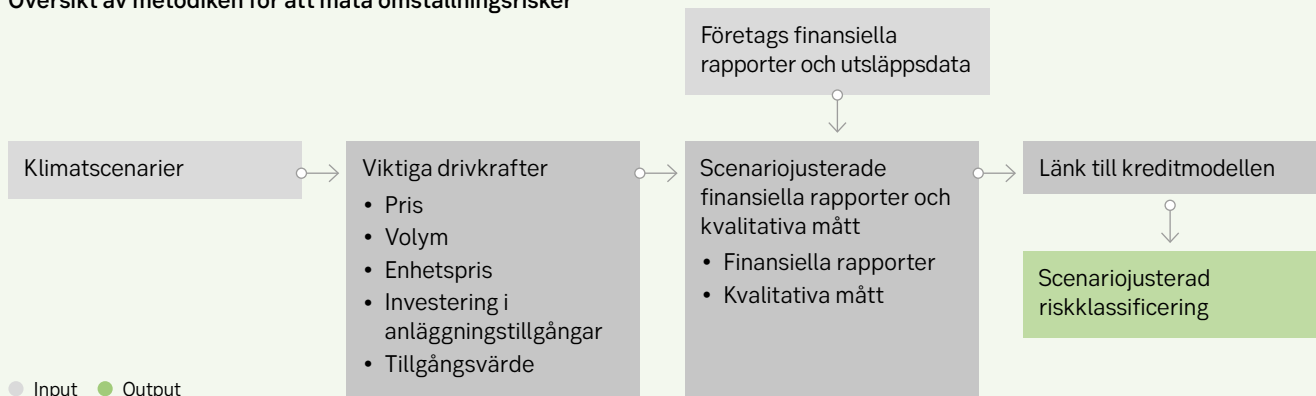 Översikt av metodiken för att mäta omställningsrisker
Företags finansiella
rapporter och utsläppsdata
Klimatscenarier
Viktiga drivkrafter
• Pris
• Volym
• Enhetspris
• Investering i
anläggningstillgångar
• Tillgångsvärde
Scenariojusterade
finansiella rapporter och
kvalitativa mått
• Finansiella rapporter
• Kvalitativa mått
Länk till kreditmodellen
Scenariojusterad
riskklassificering
Input Output